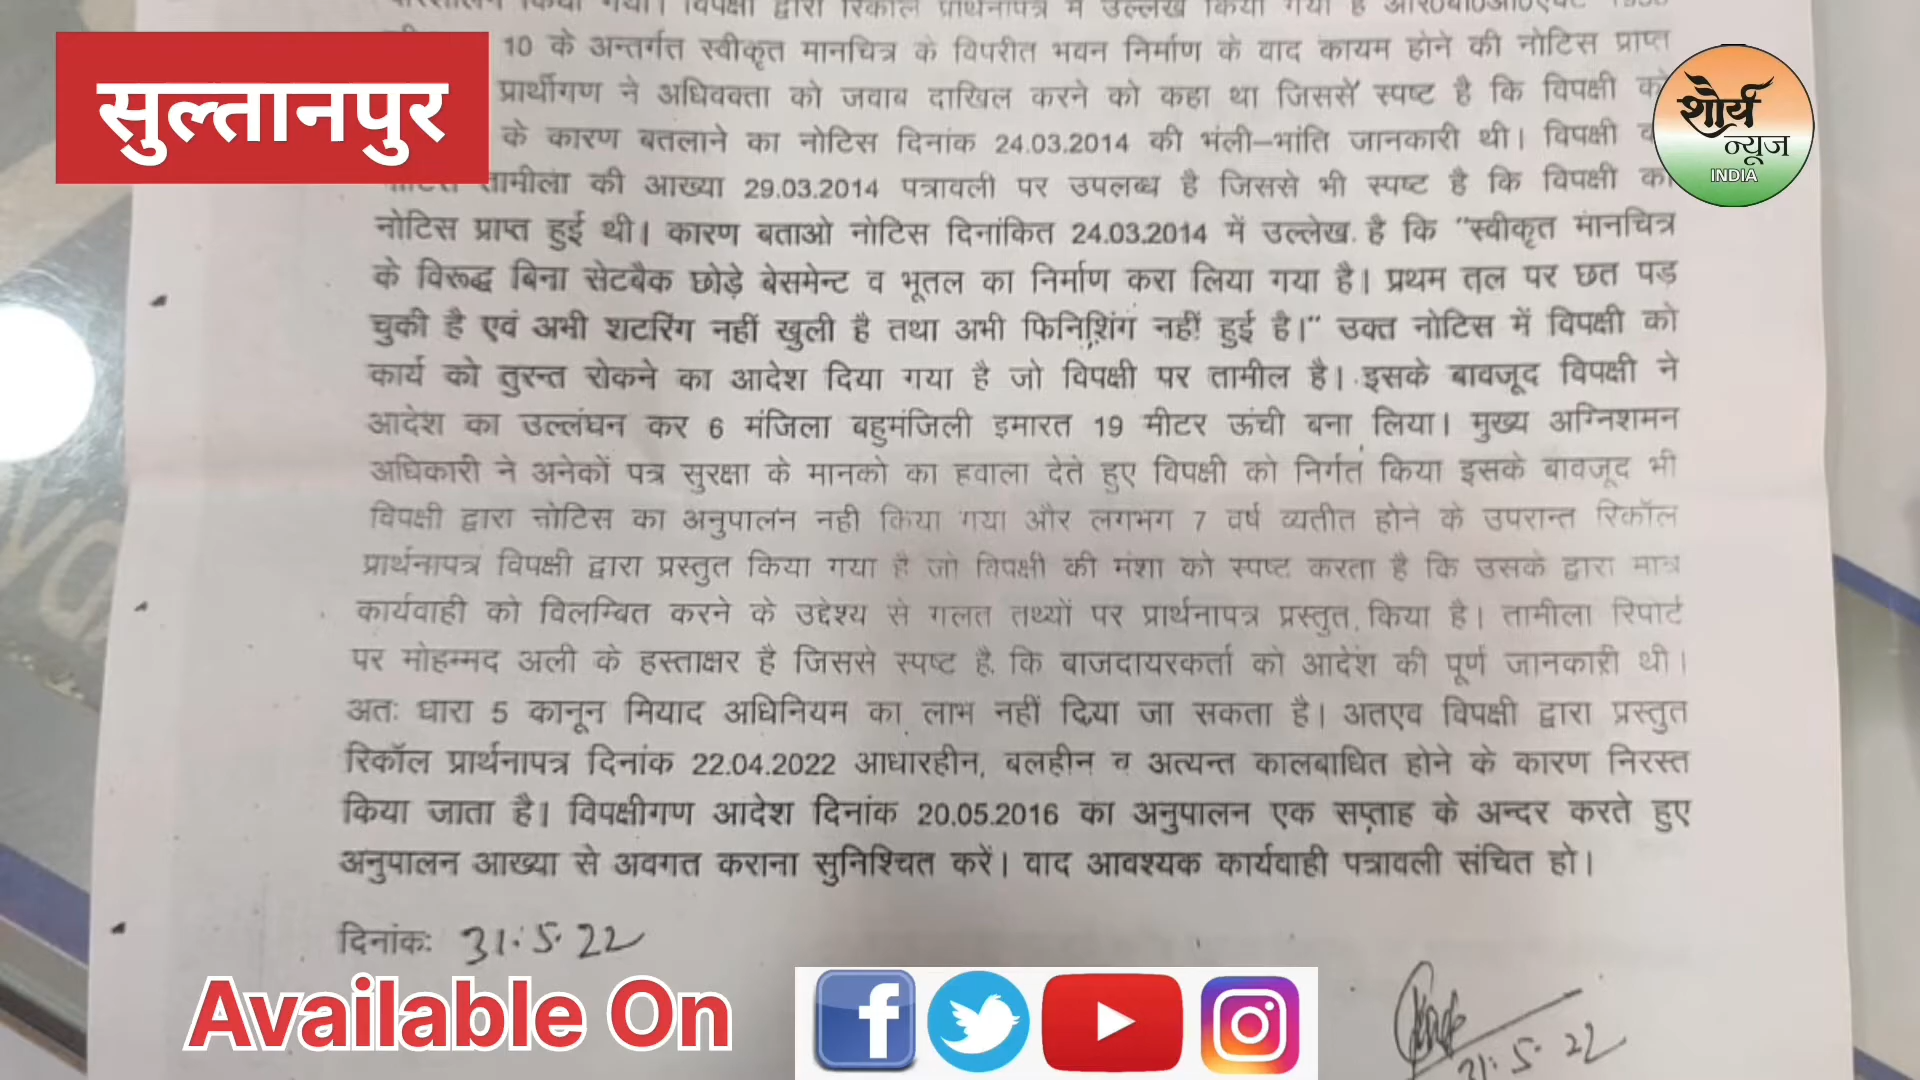 सुल्तानपुर
शौर्य
न्यूज
INDIA
किया गया। विपक्षी द्वारा रिकॉल प्रार्थनापत्र में उल्लेख किया गया है
10 के अन्तर्गत स्वीकृत मानचित्र के विपरीत भवन निर्माण के वाद कायम होने की नोटिस प्राप्त
प्रार्थीगण ने अधिवक्ता को जवाब दाखिल करने को कहा था जिससे स्पष्ट है कि विपक्षी को
के कारण बतलाने का नोटिस दिनांक 24.03.2014 की भंली–भांति जानकारी थी। विपक्षी
तामीला की आख्या 29.03.2014 पत्रावली पर उपलब्ध है जिससे भी स्पष्ट है कि विपक्षी को
नोटिस प्राप्त हुई थी। कारण बताओ नोटिस दिनांकित 24.03.2014 में उल्लेख है कि "स्वीकृत मानचित्र
के विरूद्ध बिना सेटबैक छोड़े बेसमेन्ट व भूतल का निर्माण करा लिया गया है। प्रथम तल पर छत पड़
चुकी है एवं अभी शटरिंग नहीं खुली है तथा अभी फिनिशिंग नहीं हुई है।" उक्त नोटिस में विपक्षी को
कार्य को तुरन्त रोकने का आदेश दिया गया है जो विपक्षी पर तामील है। इसके बावजूद विपक्षी ने
आदेश का उल्लंघन कर 6 मंजिला बहुमंजिली इमारत 19 मीटर ऊंची बना लिया। मुख्य अग्निशमन
अधिकारी ने अनेकों पत्र सुरक्षा के मानको का हवाला देते हुए विपक्षी को निर्गत किया इसके बावजूद भी
विपक्षी द्वारा नोटिस का अनुपालन नही किया गया और लगभग 7 वर्ष व्यतीत होने के उपरान्त रिकॉल
प्रार्थनापत्र विपक्षी द्वारा प्रस्तुत किया गया है जो विपक्षी की मंशा को स्पष्ट करता है कि उसके द्वारा मात्र
कार्यवाही को विलम्बित करने के उद्देश्य से गलत तथ्यों पर प्रार्थनापत्र प्रस्तुत किया है। तामीला रिपोर्ट
पर मोहम्मद अली के हस्ताक्षर है जिससे स्पष्ट है कि वाजदायरकर्ता को आदेश की पूर्ण जानकारी थी।
अतः धारा 5 कानून मियाद अधिनियम का लाभ नहीं दिया जा सकता है। अतएव विपक्षी द्वारा प्रस्तुत
रिकॉल प्रार्थनापत्र दिनांक 22.04.2022 आधारहीन, बलहीन व अत्यन्त कालबाधित होने के कारण निरस्त
किया जाता है। विपक्षीगण आदेश दिनांक 20.05.2016 का अनुपालन एक सप्ताह के अन्दर करते हुए
अनुपालन आख्या से अवगत कराना सुनिश्चित करें। वाद आवश्यक कार्यवाही पत्रावली संचित हो।
दिनांकः 31.5.22
31.5.22
Available On